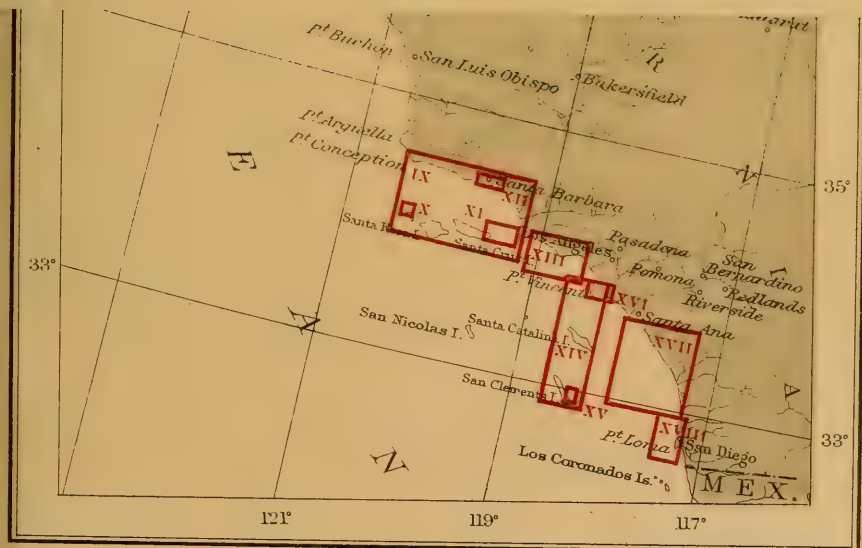 Pt. Buchon
San Luis Obispo
Bakersfield
R
Pt. Arguella
Pt. Conception
E
IX
Santa Barbara
XII
35°
X
XI
Santa Rosa I.
Santa Cruz I.
Los Angeles
Pasadena
XIII
San
Bernardino
33°
Pt. Vincente
Pomona
Redlands
XVI
Riverside
A
San Nicolas I.
Santa Catalina I.
Santa Ana
XVII
XIV
San Clemente I.
XV
A
XVIII
33°
Pt. Loma
San Diego
N
Los Coronados Is.
MEX.
121°
119°
117°